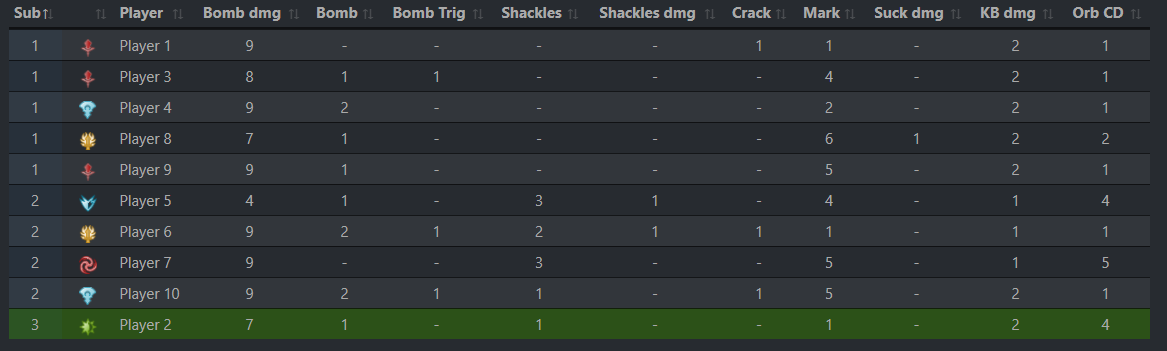 Sub Player Bomb dmg Bomb Bomb Trig Shackles Shackles dmg Crack Mark Suck dmg KB dmg Orb CD
1 Player 1 9 - - - - 1 1 - 2 1
1 Player 3 8 1 1 - - - 4 - 2 1
1 Player 4 9 2 - - - - 2 - 2 1
1 Player 8 7 1 - - - - 6 1 2 2
1 Player 9 9 1 - - - - 5 - 2 1
2 Player 5 4 1 - 3 1 - 4 - 1 4
2 Player 6 9 2 1 2 1 1 1 - 1 1
2 Player 7 9 - - 3 - - 5 - 1 5
2 Player 10 9 2 1 1 - 1 5 - 2 1
3 Player 2 7 1 - 1 - - 1 - 2 4